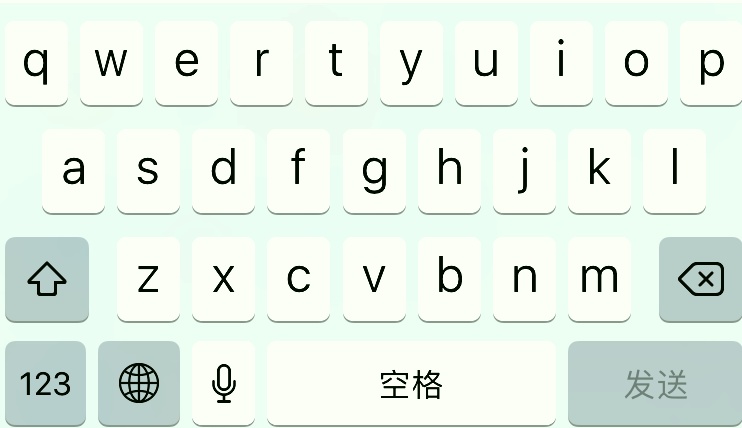 q w e r t y u i o p
a s d f g h j k l
z x c v b n m
123 空格 发送